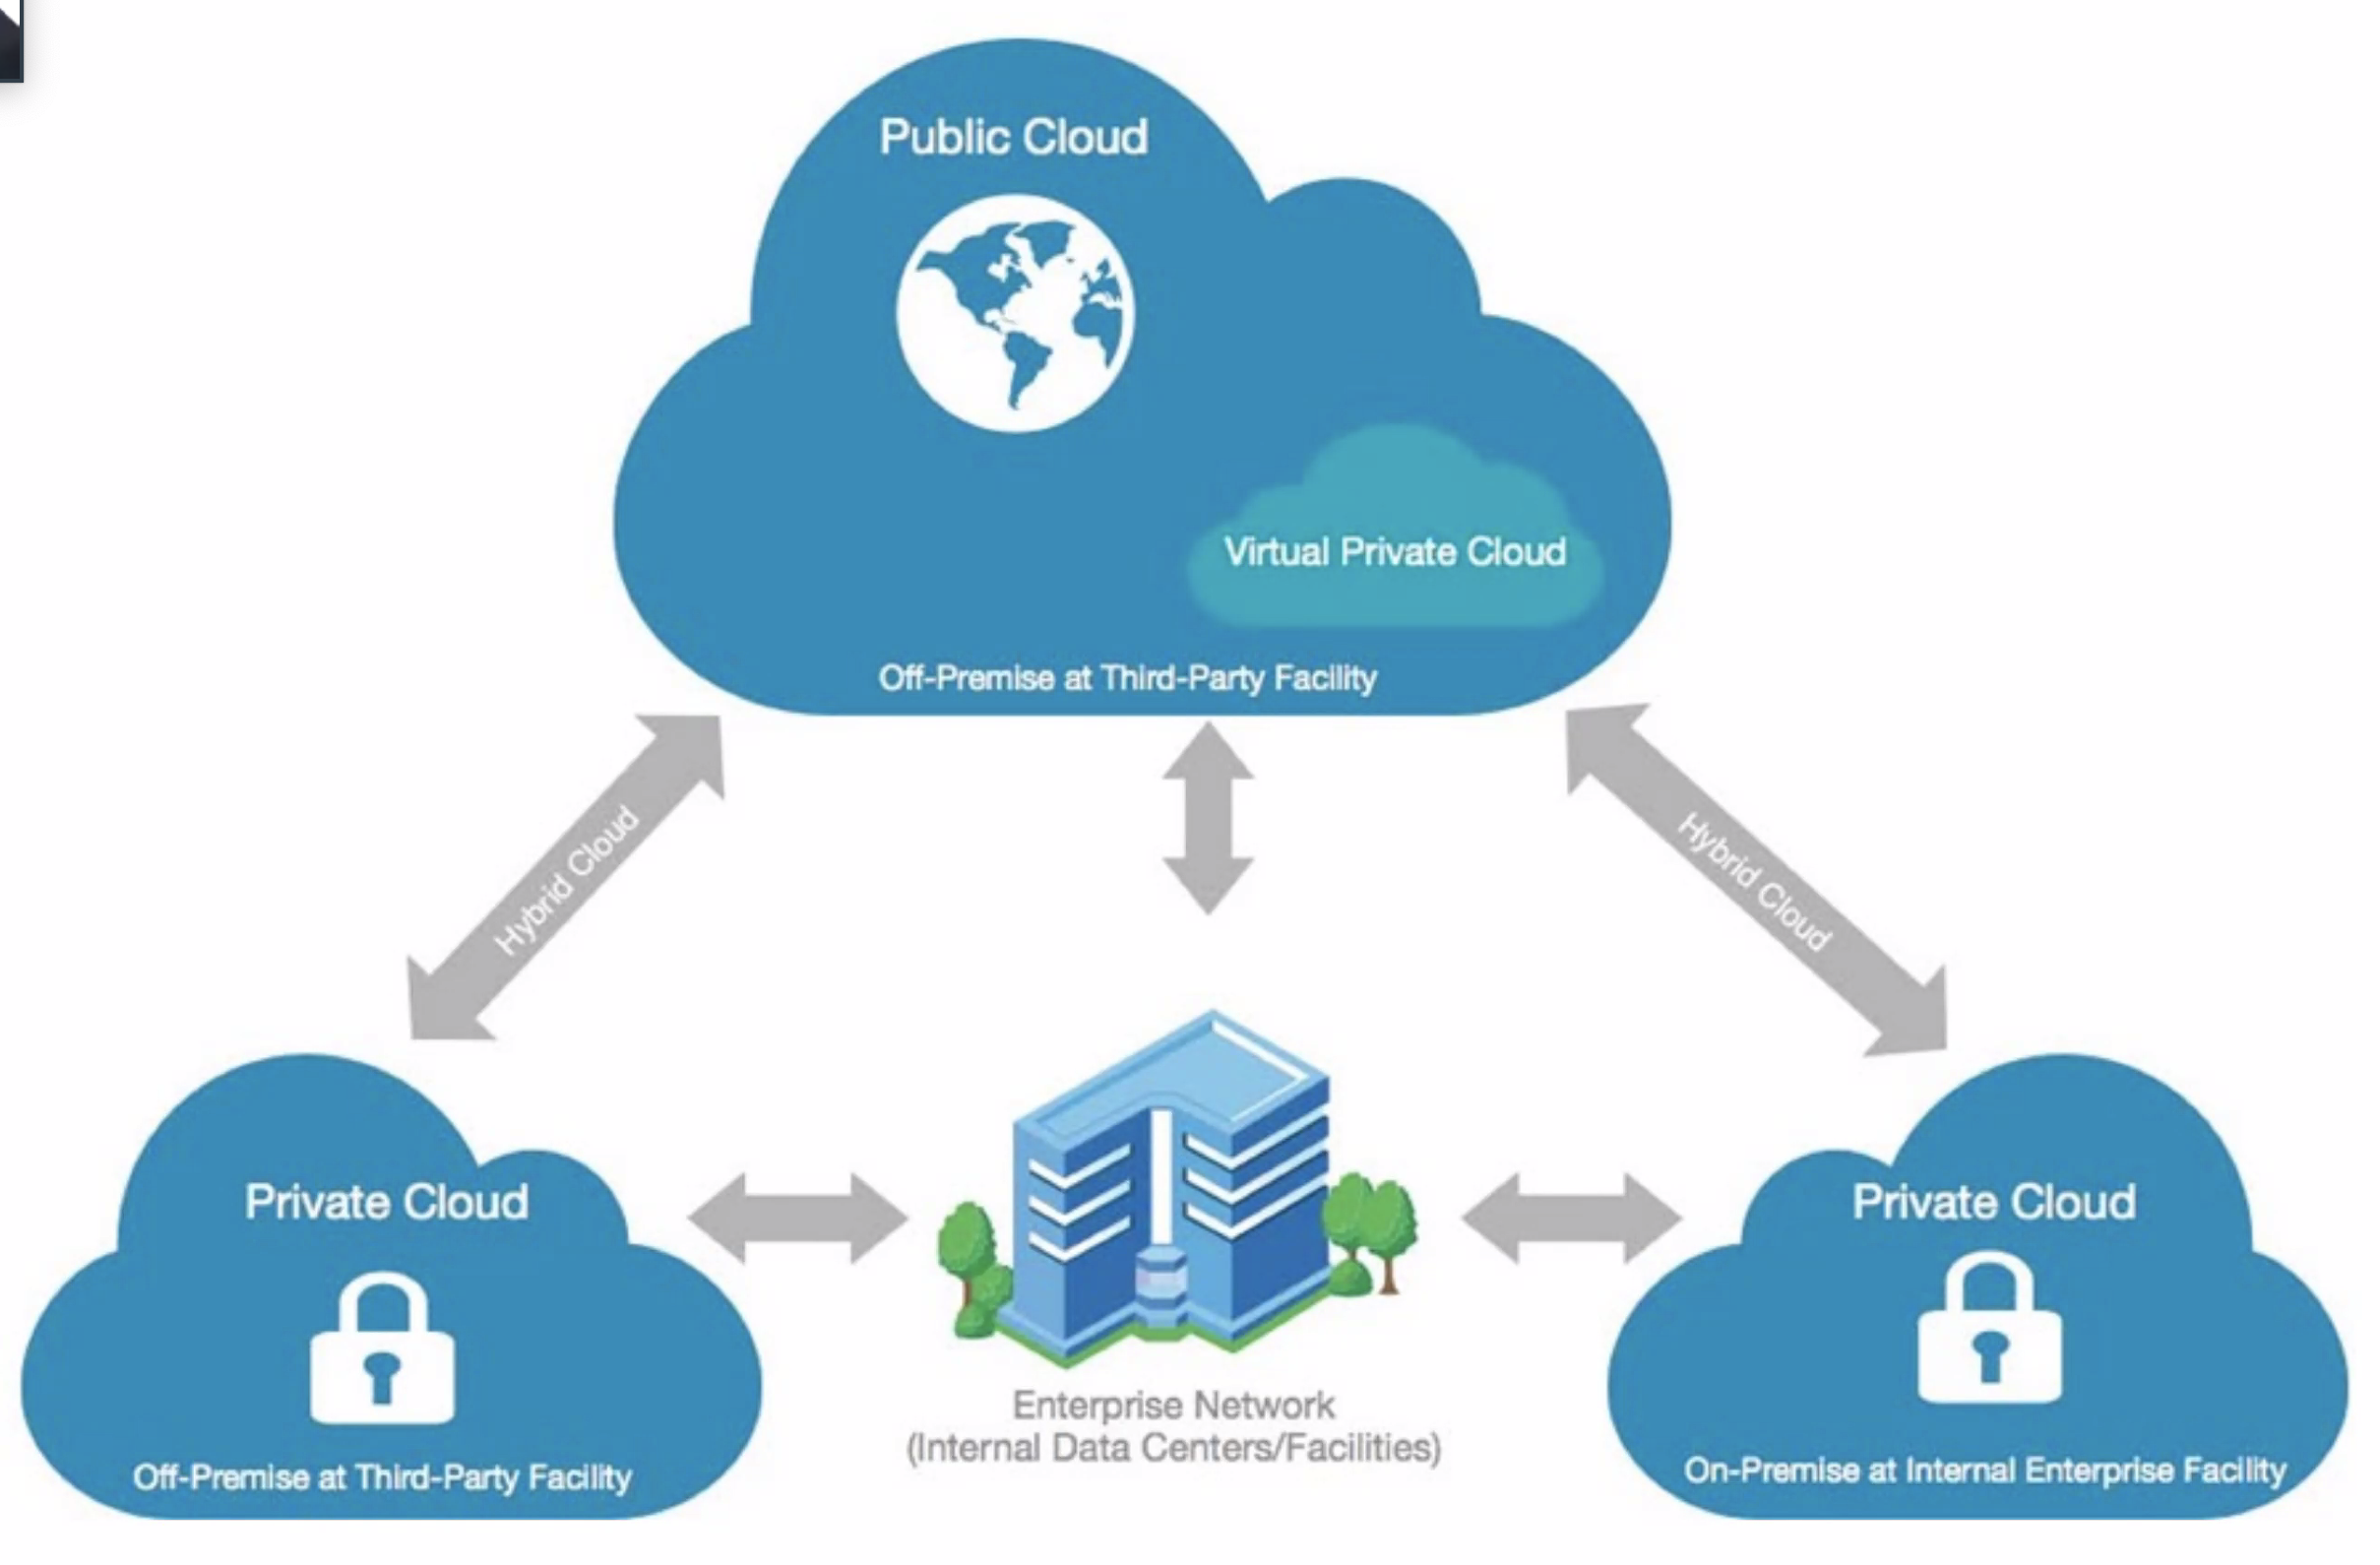 Public Cloud
Virtual Private Cloud
Off-Premise at Third-Party Facility
Hybrid Cloud
Hybrid Cloud
Private Cloud
Off-Premise at Third-Party Facility
Enterprise Network
(Internal Data Centers/Facilities)
Private Cloud
On-Premise at Internal Enterprise Facility